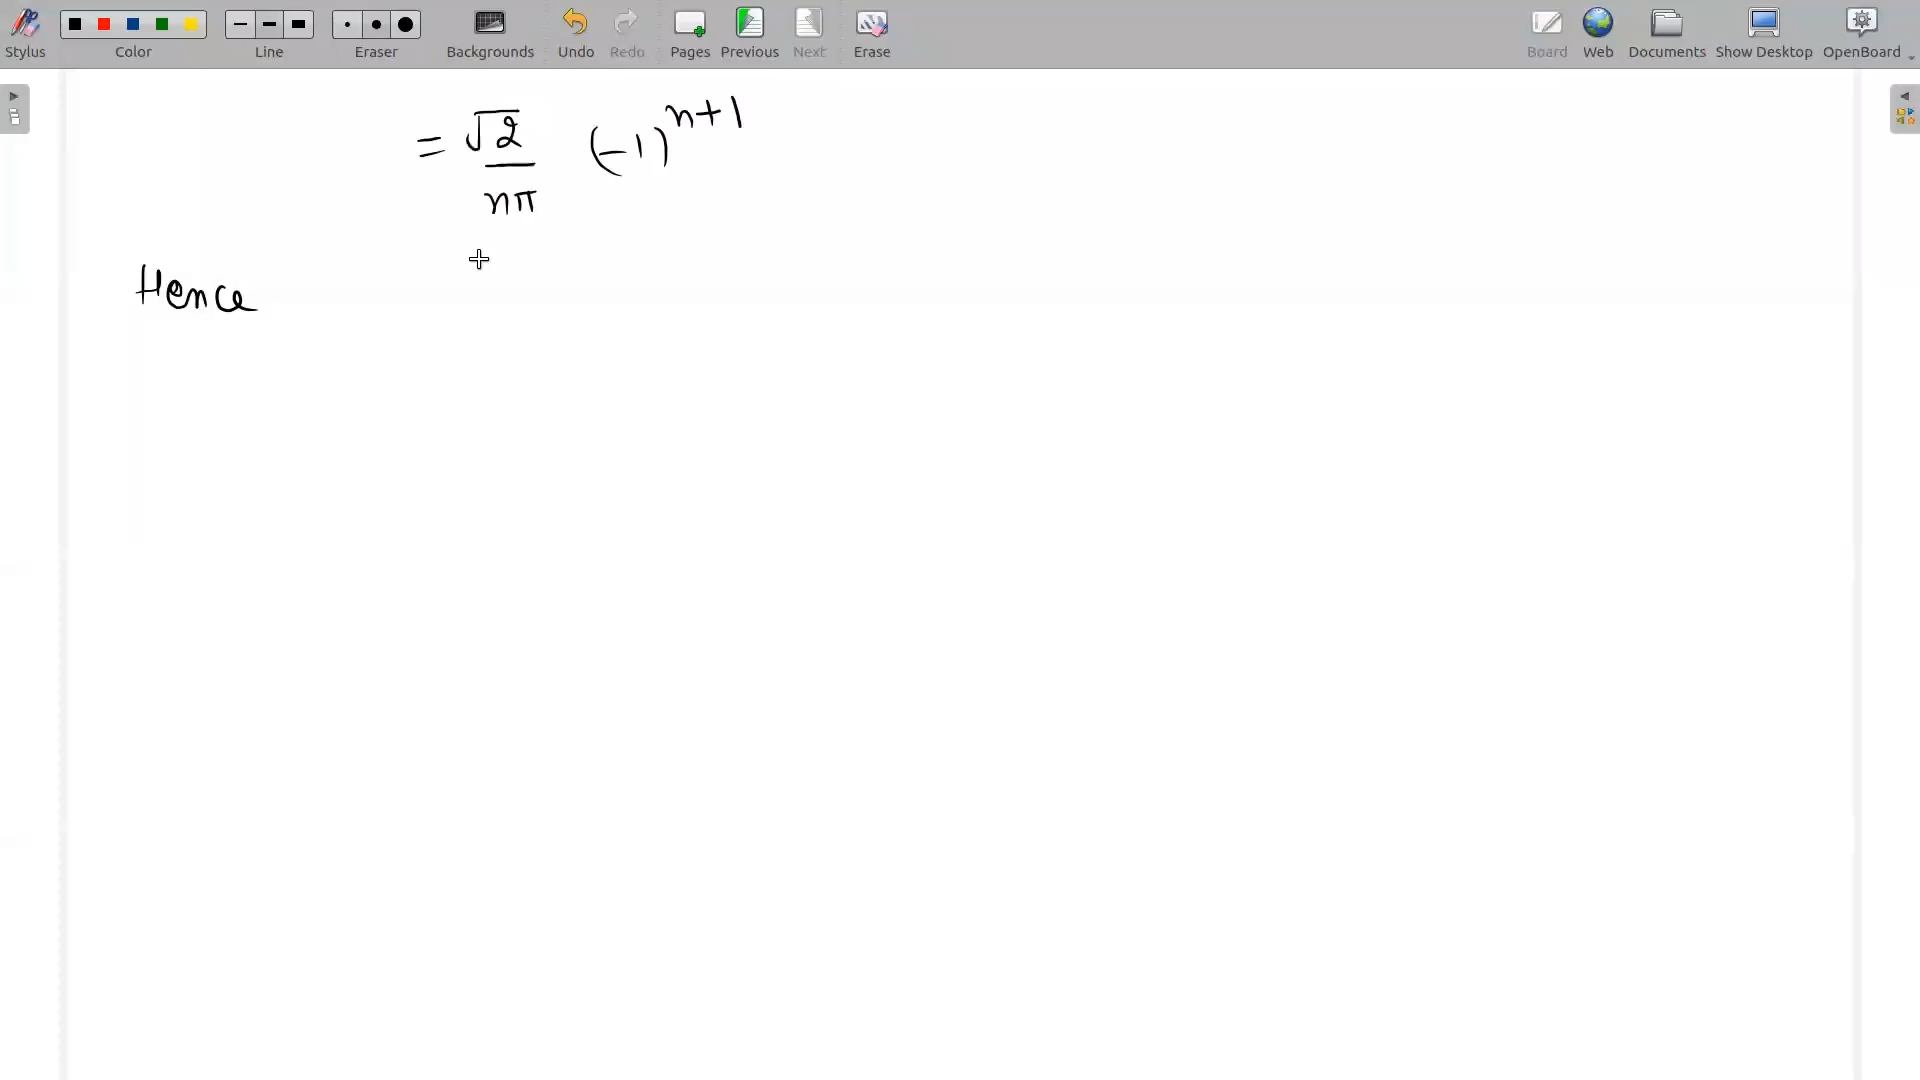 Stylus Color Line Eraser Backgrounds Undo Redo Pages Previous Next Erase Board Web Documents Show Desktop OpenBoard
= √2/nπ (-1)^n+1
Hence